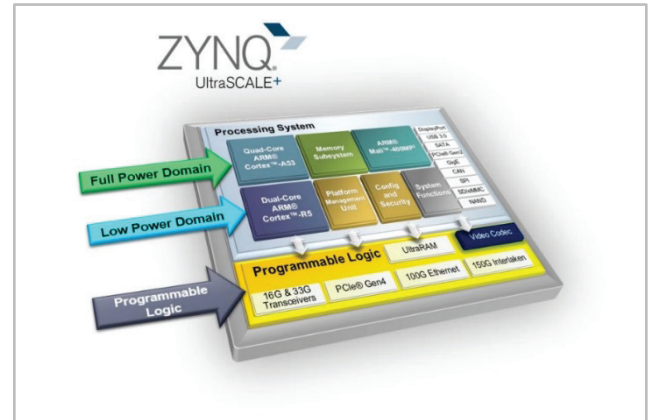 ZYNQ
UltraSCALE+
Processing System
Quad-Core
ARM®
Cortex™-A53
Memory
Subsystem
ARM®
Mali™-400MP
DisplayPort
USB 3.0
SATA
PCIe® Gen2
GigE
CAN
SPI
SD/eMMC
NAND
Full Power Domain
Low Power Domain
Dual-Core
ARM®
Cortex™-R5
Platform
Management
Unit
Config
and
Security
System
Functions
Programmable
Logic
Programmable Logic
UltraRAM
Video Codec
16G & 33G
Transceivers
PCIe® Gen4
100G Ethernet
150G Interlaken